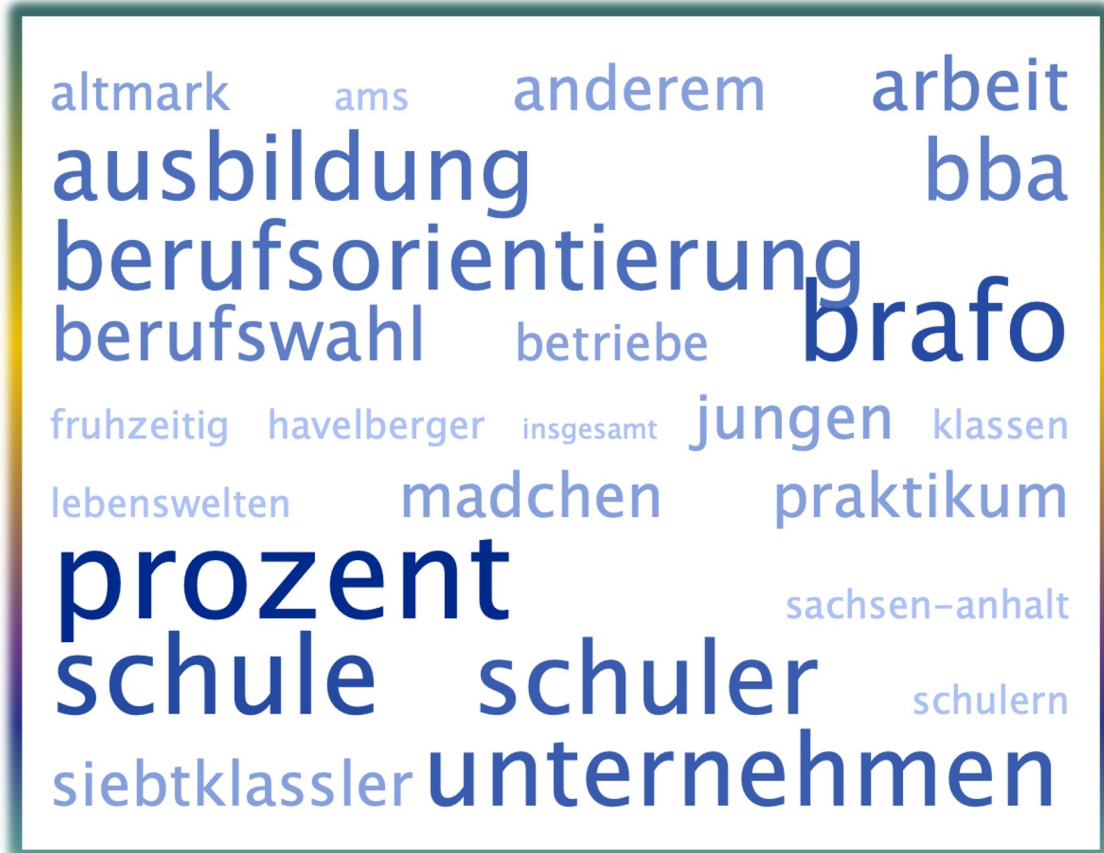 altmark ams anderem arbeit
ausbildung bba
berufsorientierung
berufswahl betriebe brafo
fruhzeitig havelberger insgesamt jungen klassen
lebenswelten madchen praktikum
prozent sachsen-anhalt
schule schuler schulern
siebtklassler unternehmen